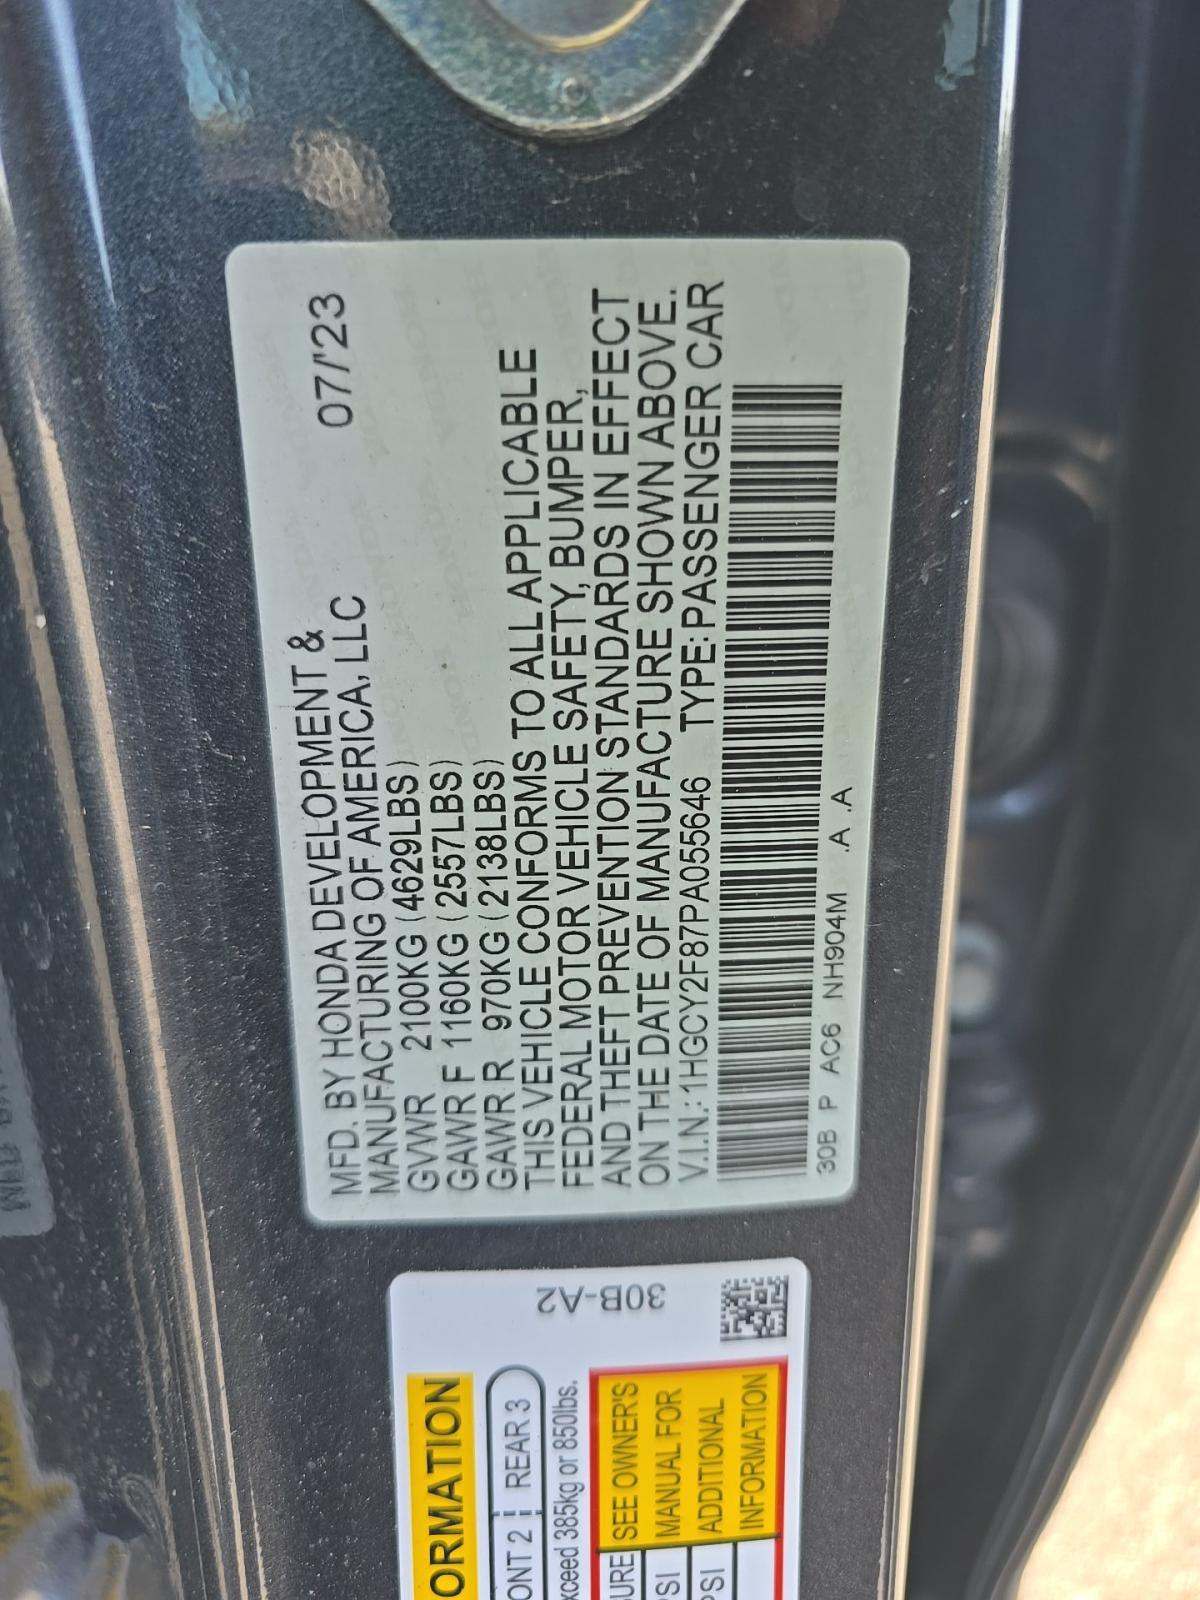 MFD. BY HONDA DEVELOPMENT &
MANUFACTURING OF AMERICA, LLC 07/'23
GVWR 2100KG (4629LBS)
GAWR F 1160KG (2557LBS)
GAWR R 970KG (2138LBS)
THIS VEHICLE CONFORMS TO ALL APPLICABLE
FEDERAL MOTOR VEHICLE SAFETY, BUMPER,
AND THEFT PREVENTION STANDARDS IN EFFECT
ON THE DATE OF MANUFACTURE SHOWN ABOVE.
V.I.N.: 1HGCY2F87PA055646 TYPE: PASSENGER CAR
30B P AC6 NH904M .A .A
30B-A2
ORMATION
ONT 2 REAR 3
xceed 385kg or 850lbs.
URE SEE OWNER'S
PSI MANUAL FOR
PSI ADDITIONAL
INFORMATION